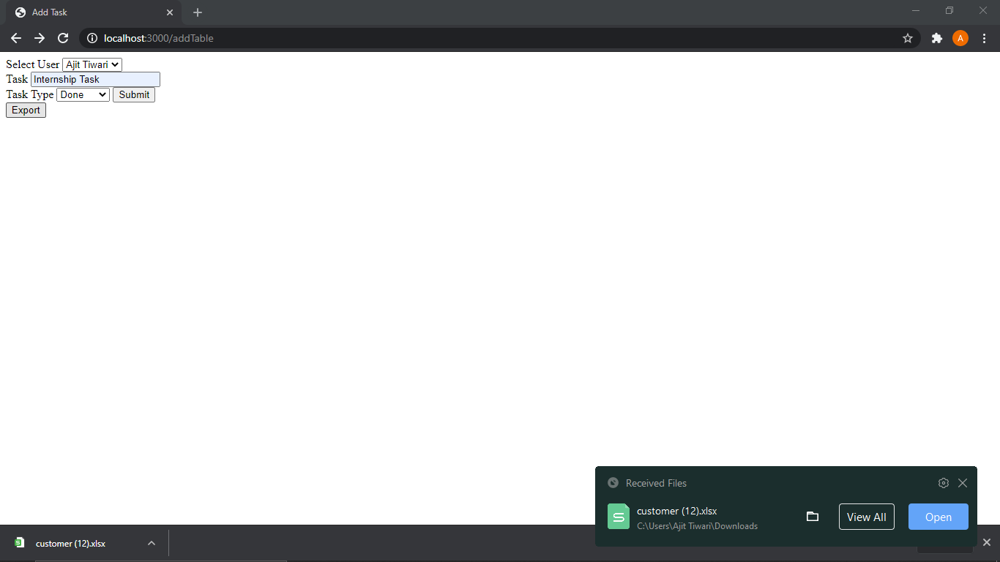 Add Task
localhost:3000/addTable
A
Select User Ajit Tiwari
Task Internship Task
Task Type Done Submit
Export
Received Files
customer (12).xlsx
C:\Users\Ajit Tiwari\Downloads
View All
Open
customer (12).xlsx